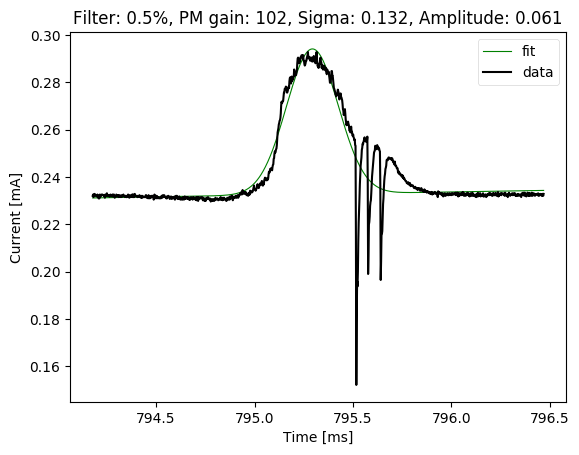 Filter: 0.5%, PM gain: 102, Sigma: 0.132, Amplitude: 0.061
fit
data
0.30
0.28
0.26
0.24
0.22
0.20
0.18
0.16
Current [mA]
794.5 795.0 795.5 796.0 796.5
Time [ms]